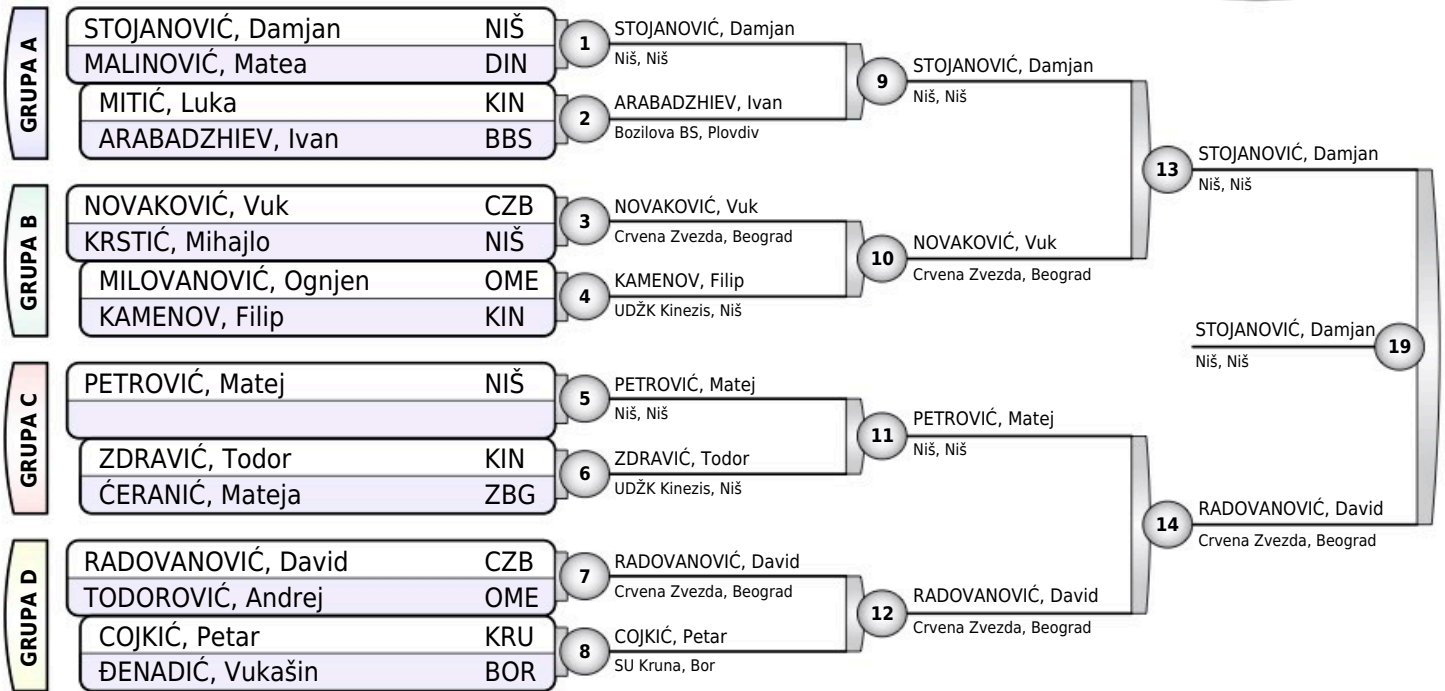 GRUPA A
STOJANOVIĆ, Damjan NIŠ
MALINOVIĆ, Matea DIN
MITIĆ, Luka KIN
ARABADZHIEV, Ivan BBS
GRUPA B
NOVAKOVIĆ, Vuk CZB
KRSTIĆ, Mihajlo NIŠ
MILOVANOVIĆ, Ognjen OME
KAMENOV, Filip KIN
GRUPA C
PETROVIĆ, Matej NIŠ
ZDRAVIĆ, Todor KIN
ĆERANIĆ, Mateja ZBG
GRUPA D
RADOVANOVIĆ, David CZB
TODOROVIĆ, Andrej OME
COJKIĆ, Petar KRU
ĐENADIĆ, Vukašin BOR
1
STOJANOVIĆ, Damjan
Niš, Niš
2
ARABADZHIEV, Ivan
Bozilova BS, Plovdiv
3
NOVAKOVIĆ, Vuk
Crvena Zvezda, Beograd
4
KAMENOV, Filip
UDŽK Kinezis, Niš
5
PETROVIĆ, Matej
Niš, Niš
6
ZDRAVIĆ, Todor
UDŽK Kinezis, Niš
7
RADOVANOVIĆ, David
Crvena Zvezda, Beograd
8
COJKIĆ, Petar
SU Kruna, Bor
9
STOJANOVIĆ, Damjan
Niš, Niš
10
NOVAKOVIĆ, Vuk
Crvena Zvezda, Beograd
11
PETROVIĆ, Matej
Niš, Niš
12
RADOVANOVIĆ, David
Crvena Zvezda, Beograd
13
STOJANOVIĆ, Damjan
Niš, Niš
14
RADOVANOVIĆ, David
Crvena Zvezda, Beograd
STOJANOVIĆ, Damjan
Niš, Niš
19